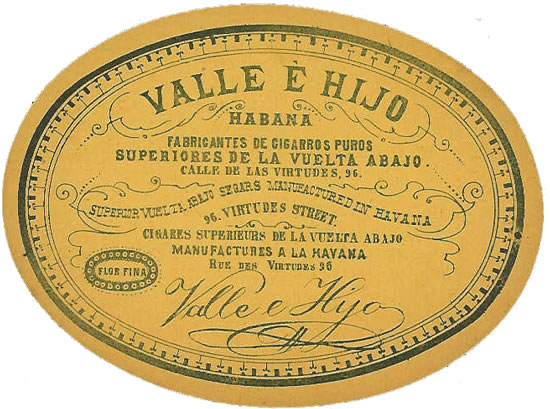 VALLE È HIJO
HABANA
FABRICANTES DE CIGARROS PUROS
SUPERIORES DE LA VUELTA ABAJO.
CALLE DE LAS VIRTUDES, 96.
SUPERIOR VUELTA ABAJO SEGARS MANUFACTURED IN HAVANA
96. VIRTUDES STREET.
CIGARES SUPERIEURS DE LA VUELTA ABAJO
MANUFACTURES A LA HAVANA
RUE DES VIRTUDES 96
FLOR FINA
Valle e Hijo